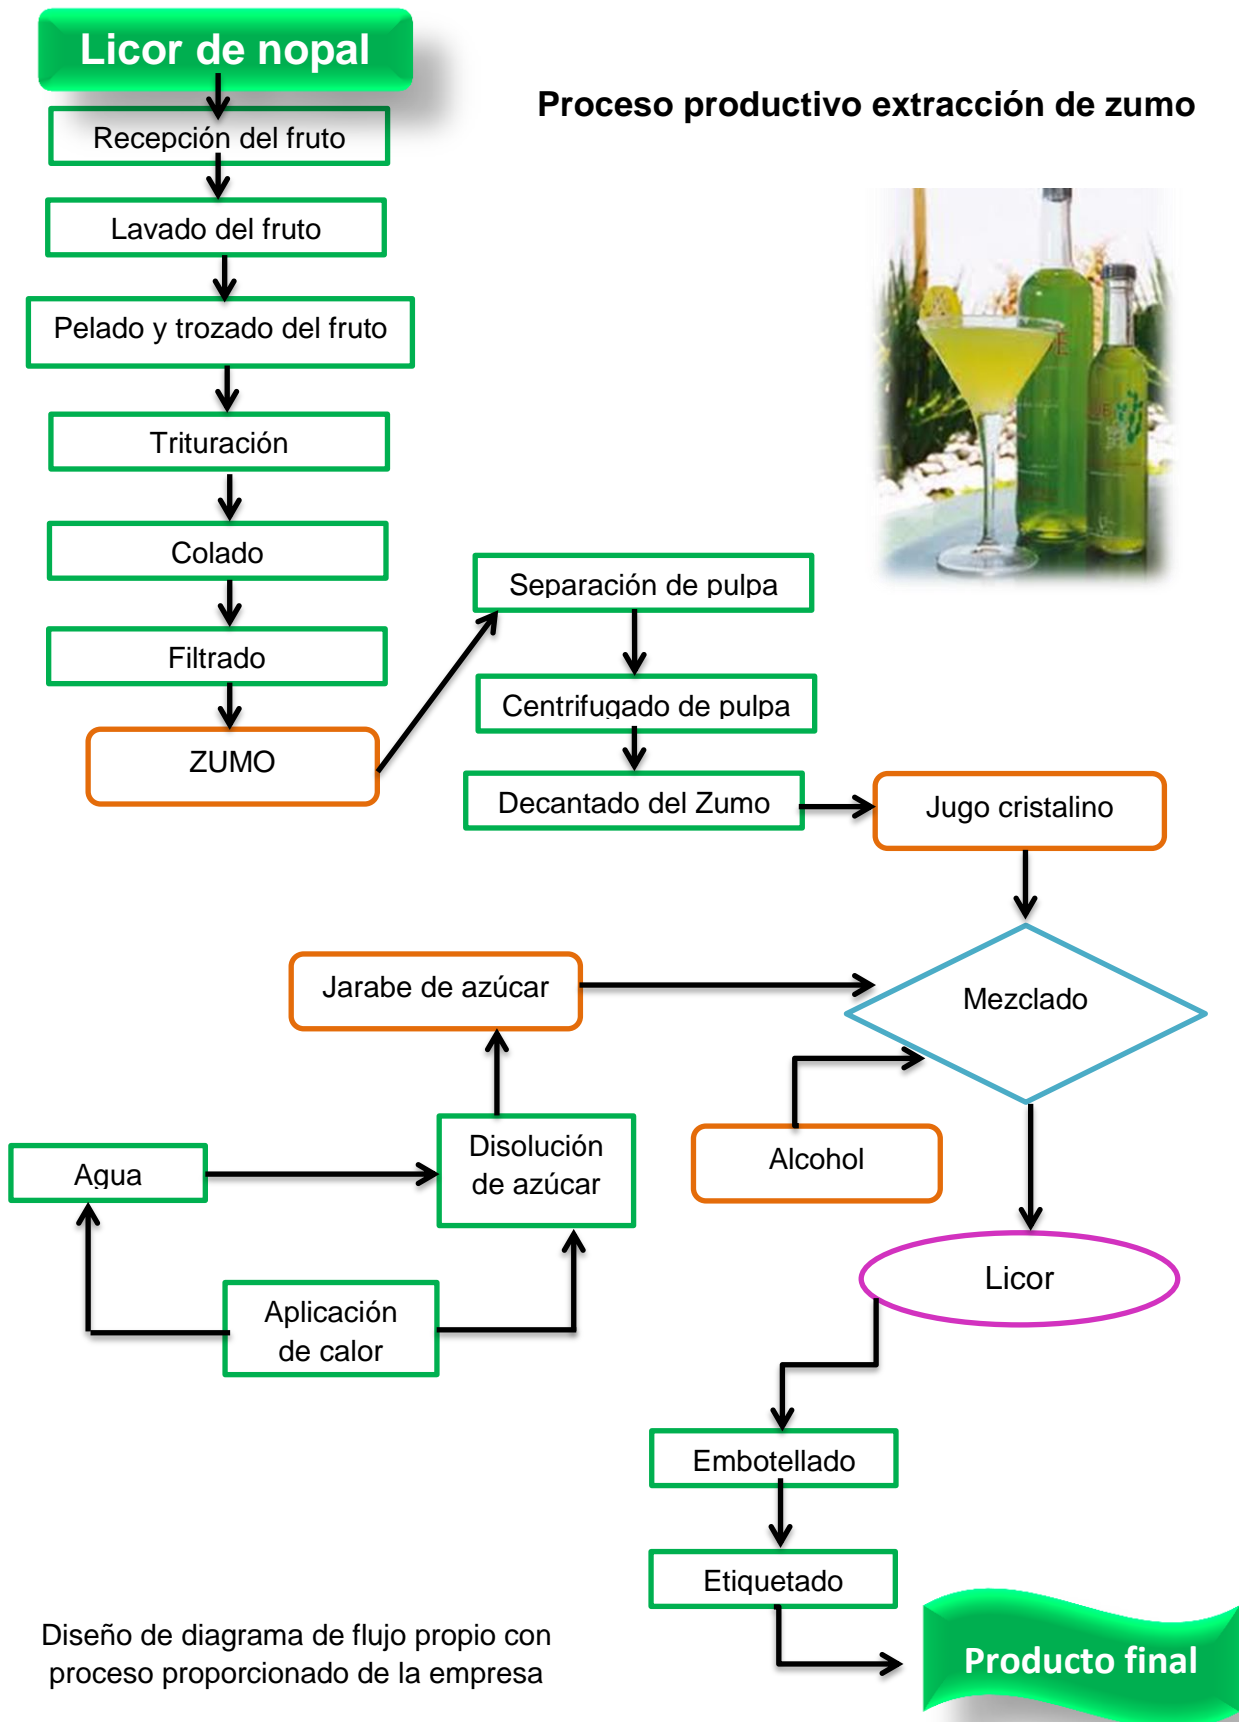 Licor de nopal
Proceso productivo extracción de zumo
Recepción del fruto
Lavado del fruto
Pelado y trozado del fruto
Trituración
Colado
Filtrado
ZUMO
Separación de pulpa
Centrifugado de pulpa
Decantado del Zumo
Jugo cristalino
Jarabe de azúcar
Mezclado
Disolución
de azúcar
Agua
Alcohol
Aplicación
de calor
Licor
Embotellado
Etiquetado
Diseño de diagrama de flujo propio con
proceso proporcionado de la empresa
Producto final